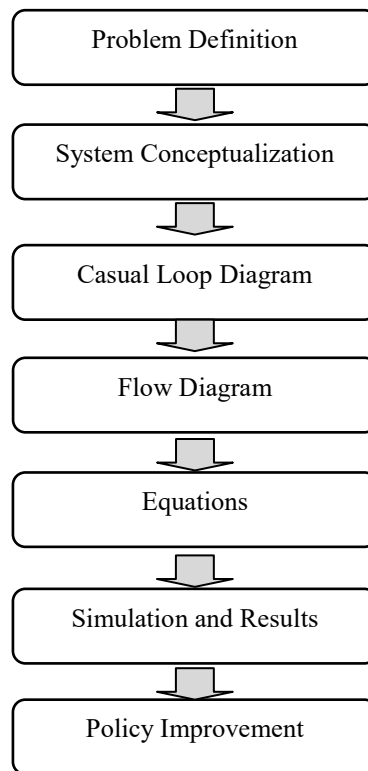 Problem Definition
System Conceptualization
Casual Loop Diagram
Flow Diagram
Equations
Simulation and Results
Policy Improvement